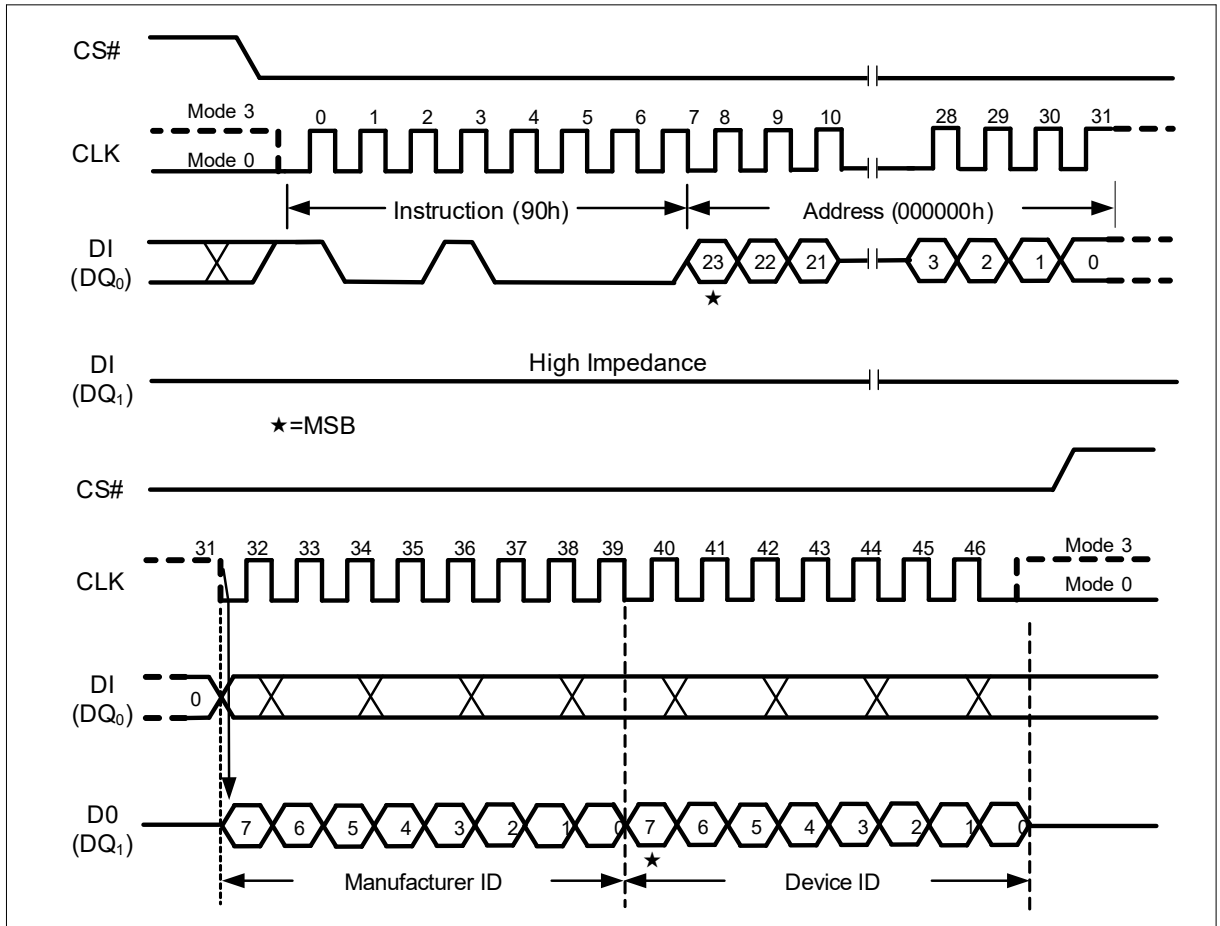 CS#
Mode 3
0 1 2 3 4 5 6 7 8 9 10 28 29 30 31
CLK
Mode 0
Instruction (90h) Address (000000h)
DI
(DQ0)
23 22 21 3 2 1 0
★
DI
(DQ1)
High Impedance
★=MSB
CS#
31 32 33 34 35 36 37 38 39 40 41 42 43 44 45 46
Mode 3
CLK
Mode 0
DI
(DQ0)
0
D0
(DQ1)
7 6 5 4 3 2 1 0 7 6 5 4 3 2 1 0
★
Manufacturer ID Device ID